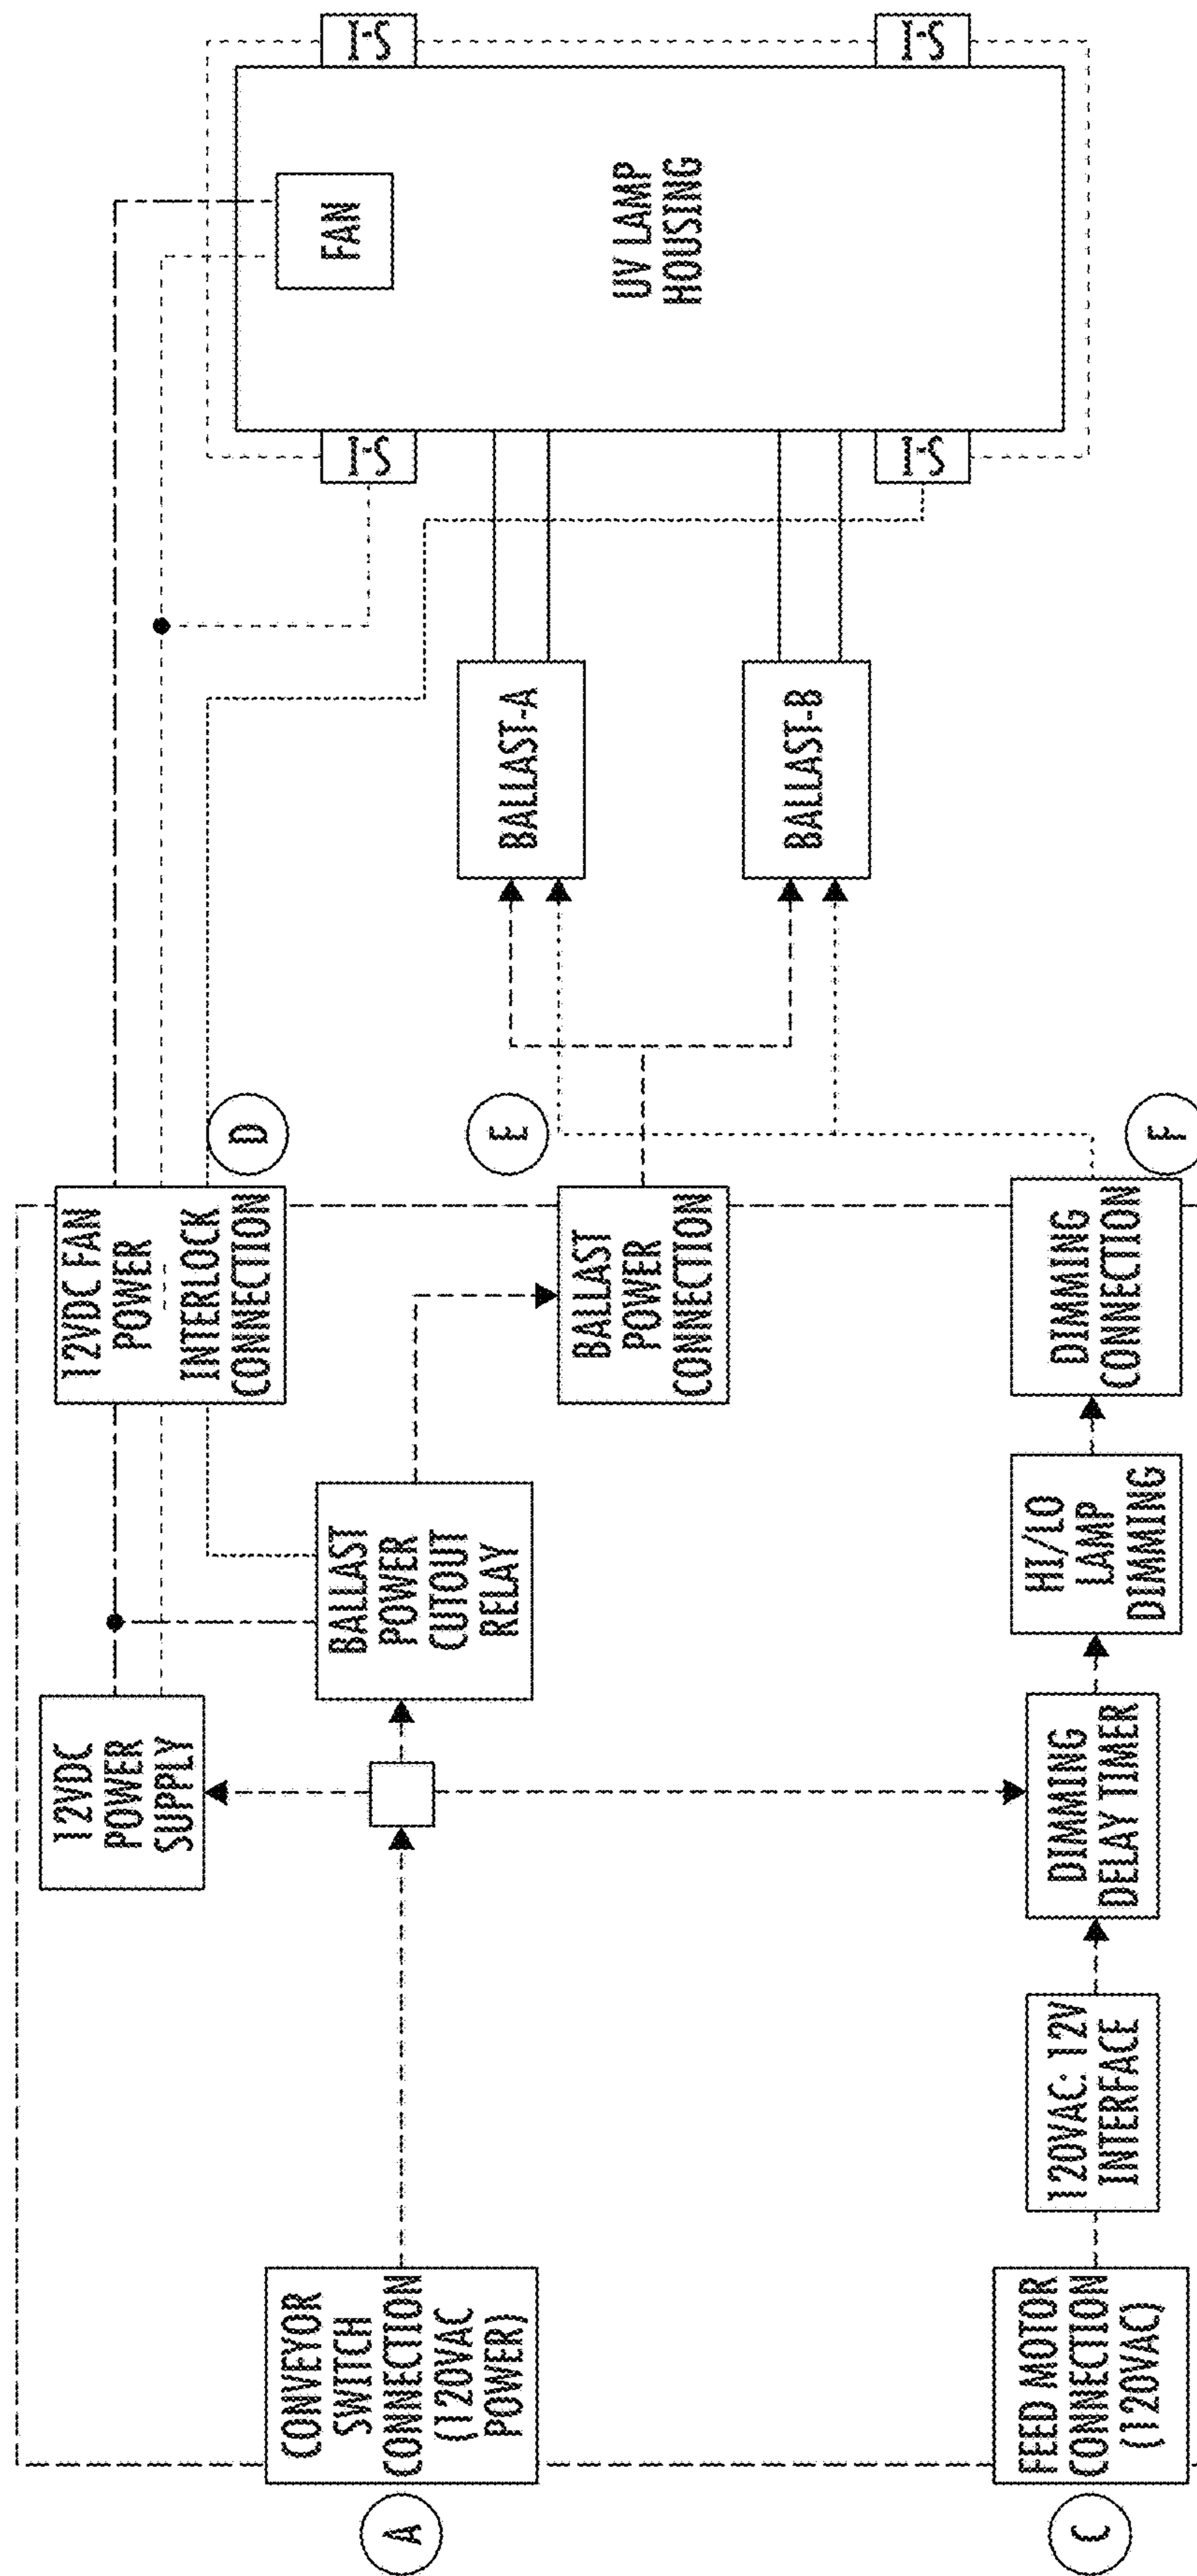 A
CONVEYOR
SWITCH
CONNECTION
(120VAC
POWER)
12VDC
POWER
SUPPLY
BALLAST
POWER
CUTOUT
RELAY
12VDC FAN
POWER
INTERLOCK
CONNECTION
D
BALLAST
POWER
CONNECTION
E
C
FEED MOTOR
CONNECTION
(120VAC)
120VAC: 12V
INTERFACE
DIMMING
DELAY TIMER
HI/LO
LAMP
DIMMING
DIMMING
CONNECTION
F
BALLAST-A
BALLAST-B
I-S
I-S
FAN
UV LAMP
HOUSING
I-S
I-S